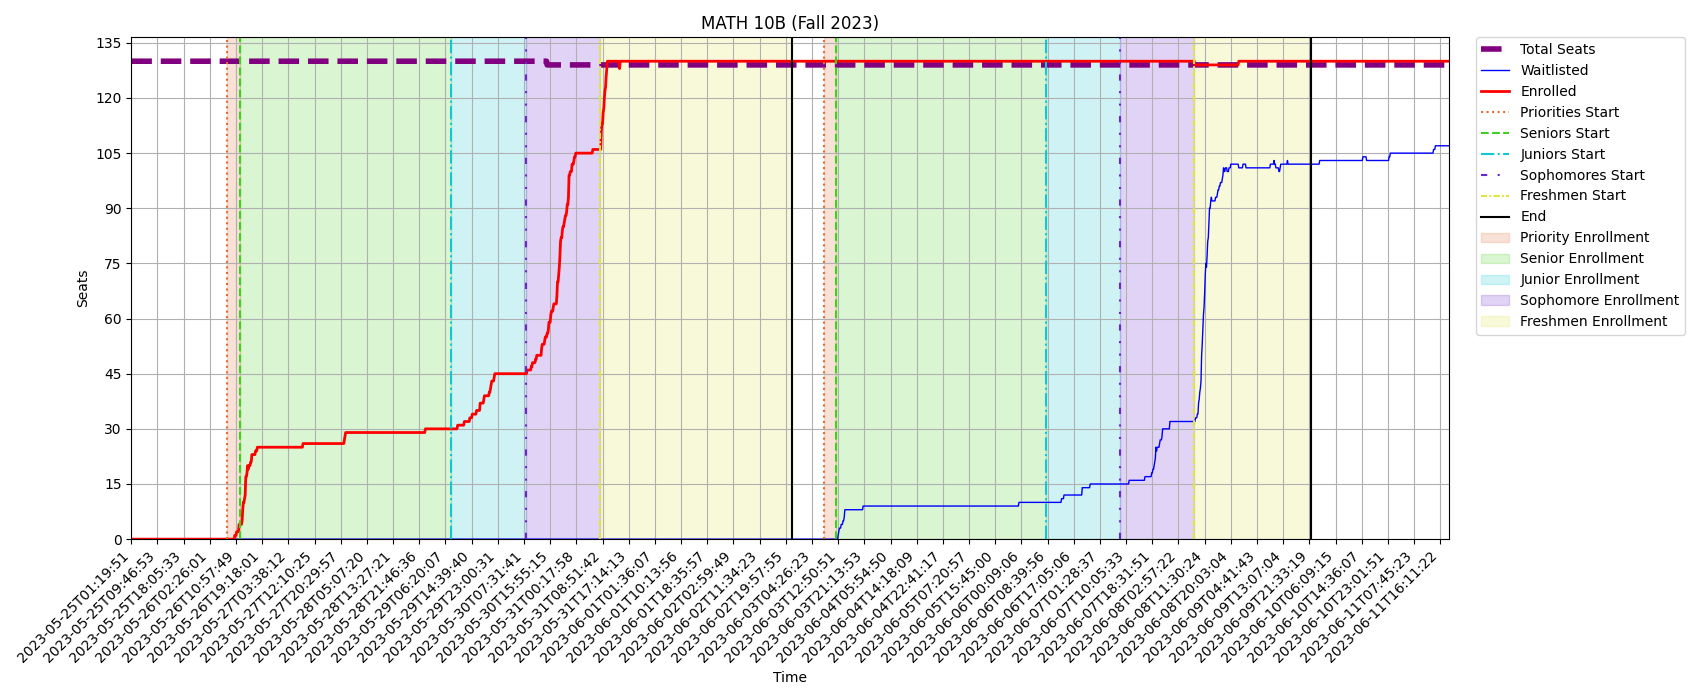 MATH 10B (Fall 2023)
135
120
105
90
75
60
45
30
15
0
Seats
2023-05-25T01:19:51
2023-05-25T09:46:53
2023-05-25T18:05:33
2023-05-26T02:26:01
2023-05-26T10:57:49
2023-05-26T19:18:01
2023-05-27T03:38:12
2023-05-27T12:10:25
2023-05-27T20:29:57
2023-05-28T05:07:20
2023-05-28T13:27:21
2023-05-28T21:46:36
2023-05-29T06:20:07
2023-05-29T14:39:40
2023-05-29T23:00:31
2023-05-30T07:31:41
2023-05-30T15:55:15
2023-05-31T00:17:58
2023-05-31T08:51:42
2023-05-31T17:14:13
2023-06-01T01:36:07
2023-06-01T10:13:56
2023-06-01T18:35:57
2023-06-02T02:59:49
2023-06-02T11:34:23
2023-06-02T19:57:55
2023-06-03T04:26:23
2023-06-03T12:50:51
2023-06-03T21:13:53
2023-06-04T05:54:50
2023-06-04T14:18:09
2023-06-04T22:41:17
2023-06-05T07:20:57
2023-06-05T15:45:00
2023-06-06T00:09:06
2023-06-06T08:39:56
2023-06-06T17:05:06
2023-06-07T01:28:37
2023-06-07T10:05:33
2023-06-07T18:31:51
2023-06-08T02:57:22
2023-06-08T11:30:24
2023-06-08T20:03:04
2023-06-09T04:41:43
2023-06-09T13:07:04
2023-06-09T21:33:19
2023-06-10T06:09:15
2023-06-10T14:36:07
2023-06-10T23:01:51
2023-06-11T07:45:23
2023-06-11T16:11:22
Time
Total Seats
Waitlisted
Enrolled
Priorities Start
Seniors Start
Juniors Start
Sophomores Start
Freshmen Start
End
Priority Enrollment
Senior Enrollment
Junior Enrollment
Sophomore Enrollment
Freshmen Enrollment